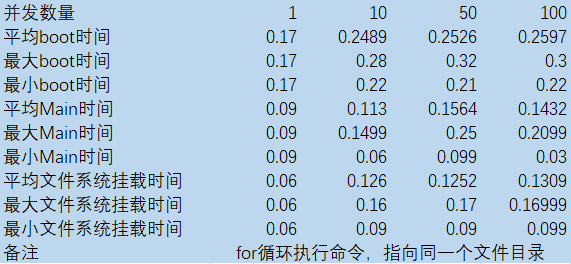 并发数量 1 10 50 100
平均boot时间 0.17 0.2489 0.2526 0.2597
最大boot时间 0.17 0.28 0.32 0.3
最小boot时间 0.17 0.22 0.21 0.22
平均Main时间 0.09 0.113 0.1564 0.1432
最大Main时间 0.09 0.1499 0.25 0.2099
最小Main时间 0.09 0.06 0.099 0.03
平均文件系统挂载时间 0.06 0.126 0.1252 0.1309
最大文件系统挂载时间 0.06 0.16 0.17 0.16999
最小文件系统挂载时间 0.06 0.09 0.09 0.099
备注 for循环执行命令，指向同一个文件目录